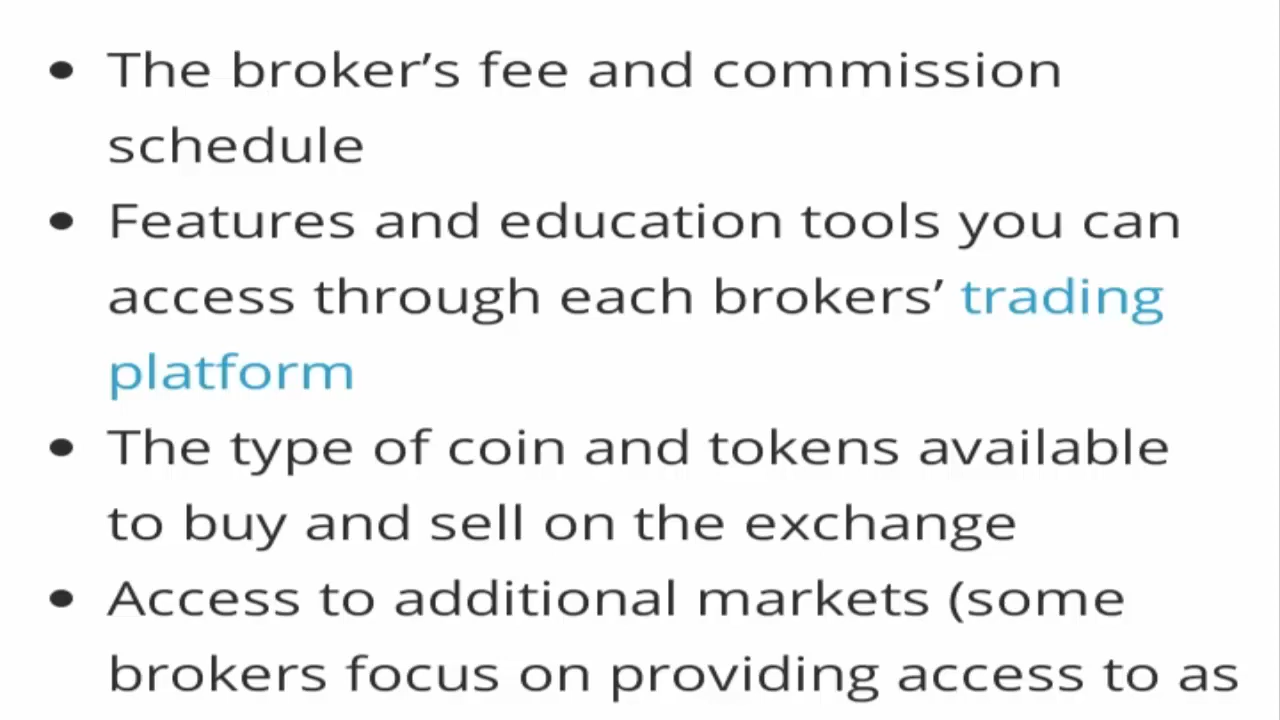 • The broker’s fee and commission
schedule
• Features and education tools you can
access through each brokers’ trading
platform
• The type of coin and tokens available
to buy and sell on the exchange
• Access to additional markets (some
brokers focus on providing access to as